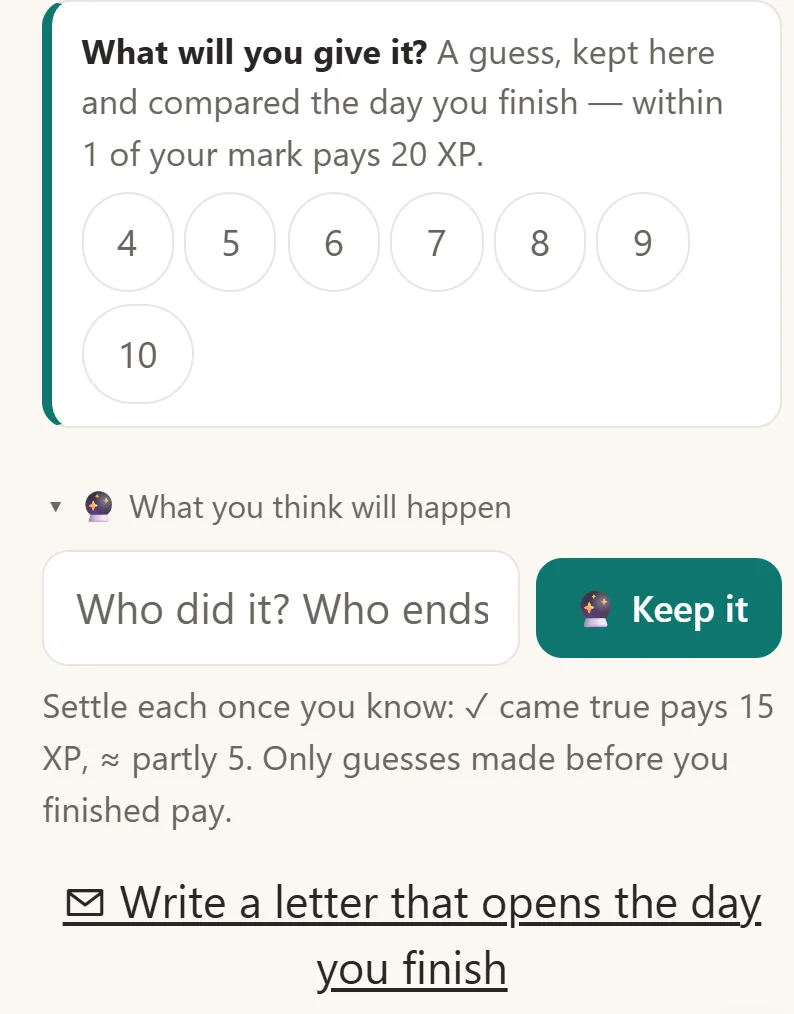 What will you give it? A guess, kept here
and compared the day you finish — within
1 of your mark pays 20 XP.
4 5 6 7 8 9
10
▼ 🔮 What you think will happen
Who did it? Who ends
🔮 Keep it
Settle each once you know: ✓ came true pays 15
XP, ≈ partly 5. Only guesses made before you
finished pay.
✉ Write a letter that opens the day
you finish